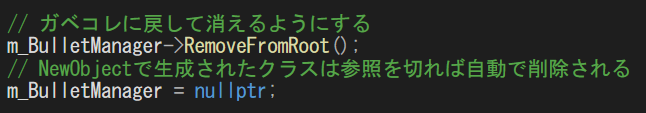 // ガベコレに戻して消えるようにする
m_BulletManager->RemoveFromRoot();
// NewObjectで生成されたクラスは参照を切れば自動で削除される
m_BulletManager = nullptr;